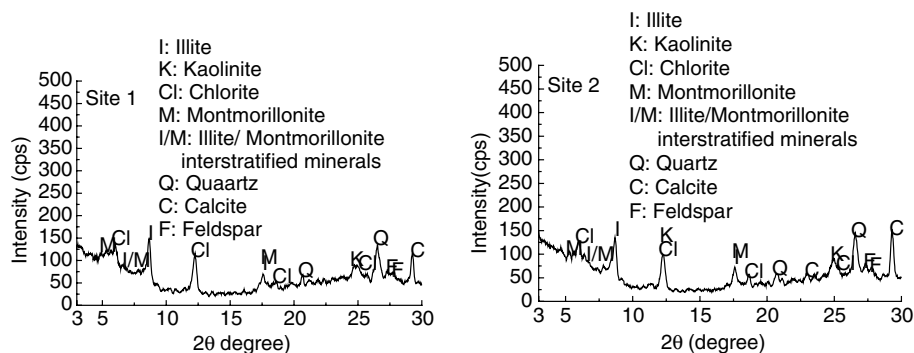 I: Illite
K: Kaolinite
Cl: Chlorite
M: Montmorillonite
I/M: Illite/ Montmorillonite
interstratified minerals
Q: Quaartz
C: Calcite
F: Feldspar
Site 1
500
450
400
350
300
250
200
150
100
50
0
Intensity (cps)
M Cl I/M I Cl M Cl Q K Cl Q F F C
3 5 10 15 20 25 30
2θ degree)
I: Illite
K: Kaolinite
Cl: Chlorite
M: Montmorillonite
I/M: Illite/Montmorillonite
interstratified minerals
Q: Quartz
C: Calcite
F: Feldspar
Site 2
500
450
400
350
300
250
200
150
100
50
0
Intensity(cps)
M Cl I/M I K Cl M Cl Q Cl K Cl Q F F C
3 5 10 15 20 25 30
2θ (degree)